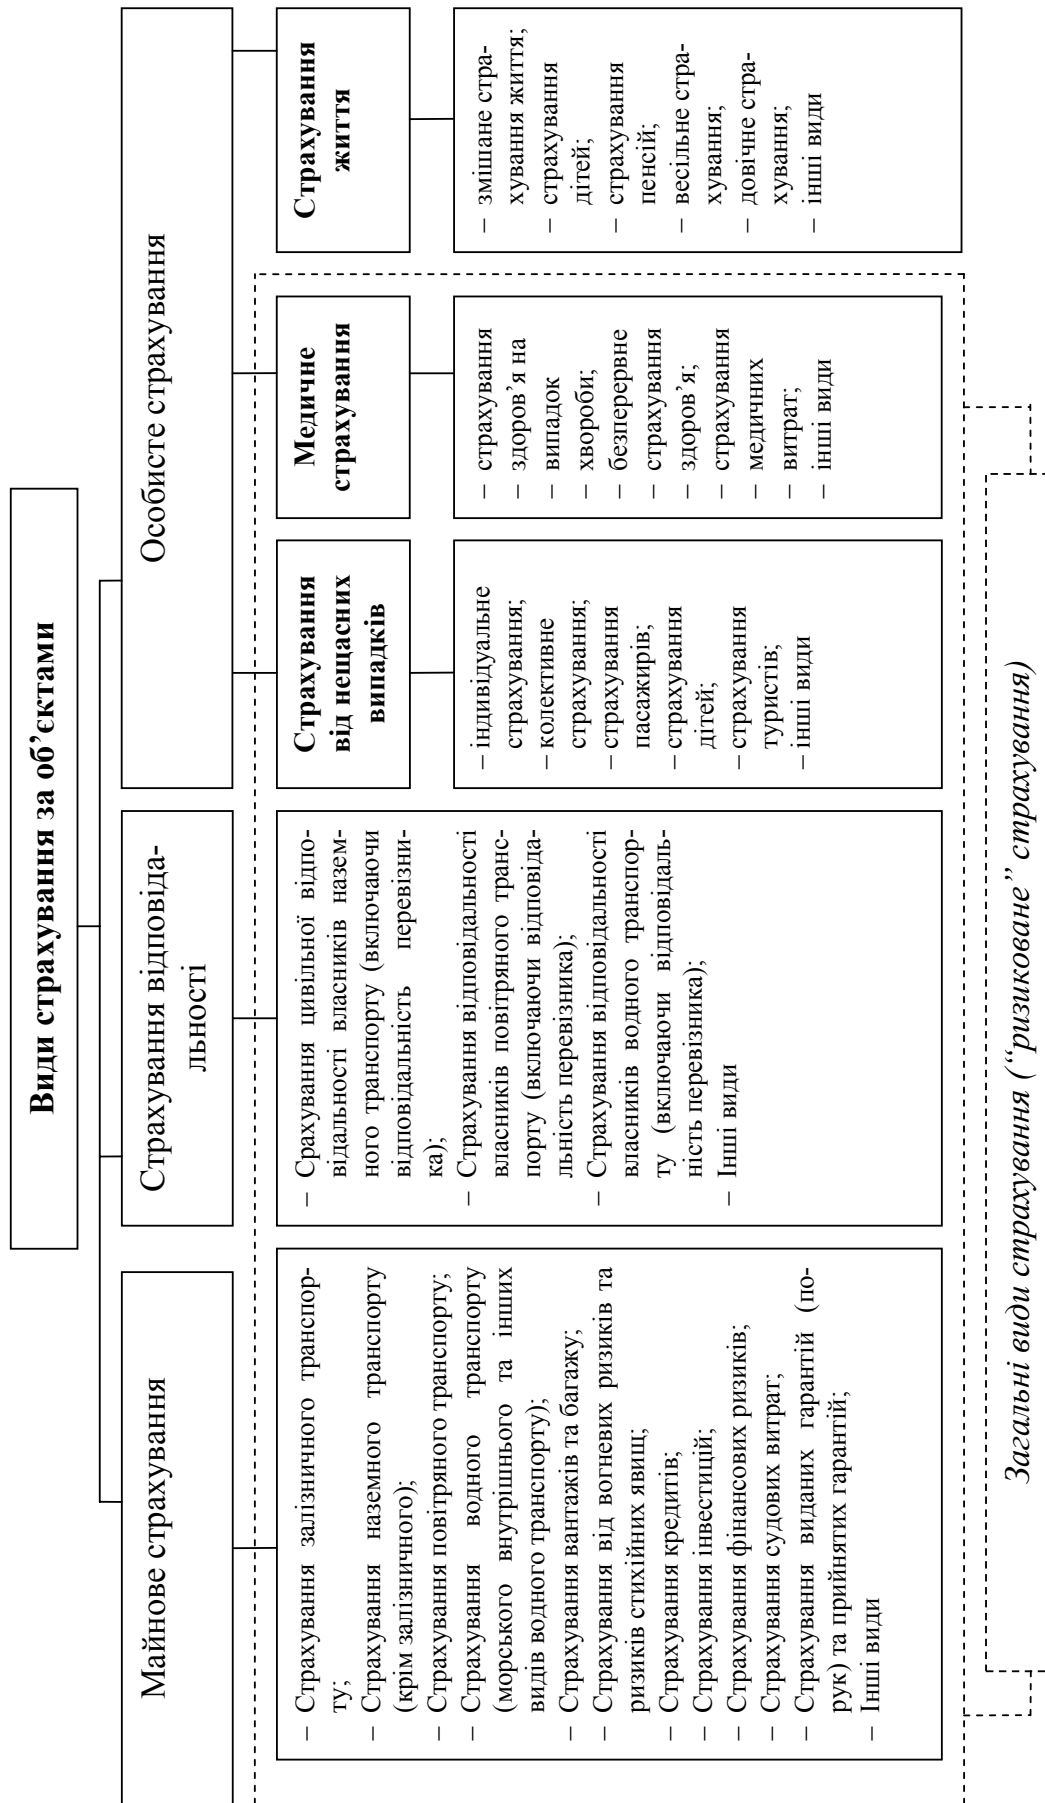 Види страхування за об’єктами
Майнове страхування
Страхування відповіда-
льності
Особисте страхування
– Страхування залізничного транспор-
ту;
– Страхування наземного транспорту
(крім залізничного);
– Страхування повітряного транспорту;
– Страхування водного транспорту
(морського внутрішнього та інших
видів водного транспорту);
– Страхування вантажів та багажу;
– Страхування від вогневих ризиків та
ризиків стихійних явищ;
– Страхування кредитів;
– Страхування інвестицій;
– Страхування фінансових ризиків;
– Страхування судових витрат;
– Страхування виданих гарантій (по-
рук) та прийнятих гарантій;
– Інші види
– Срахування цивільної відпо-
відальності власників назем-
ного транспорту (включаючи
відповідальність перевізни-
ка);
– Страхування відповідальності
власників повітряного транс-
порту (включаючи відповіда-
льність перевізника);
– Страхування відповідальності
власників водного транспор-
ту (включаючи відповідаль-
ність перевізника);
– Інші види
Страхування
від нещасних
випадків
– індивідуальне
страхування;
– колективне
страхування;
– страхування
пасажирів;
– страхування
дітей;
– страхування
туристів;
– інші види
Медичне
страхування
– страхування
– здоров’я на
– випадок
– хвороби;
– безперервне
– страхування
– здоров’я;
– страхування
– медичних
– витрат;
– інші види
Страхування
життя
– змішане стра-
хування життя;
– страхування
дітей;
– страхування
пенсій;
– весільне стра-
хування;
– довічне стра-
хування;
– інші види
Загальні види страхування (“ризиковане” страхування)